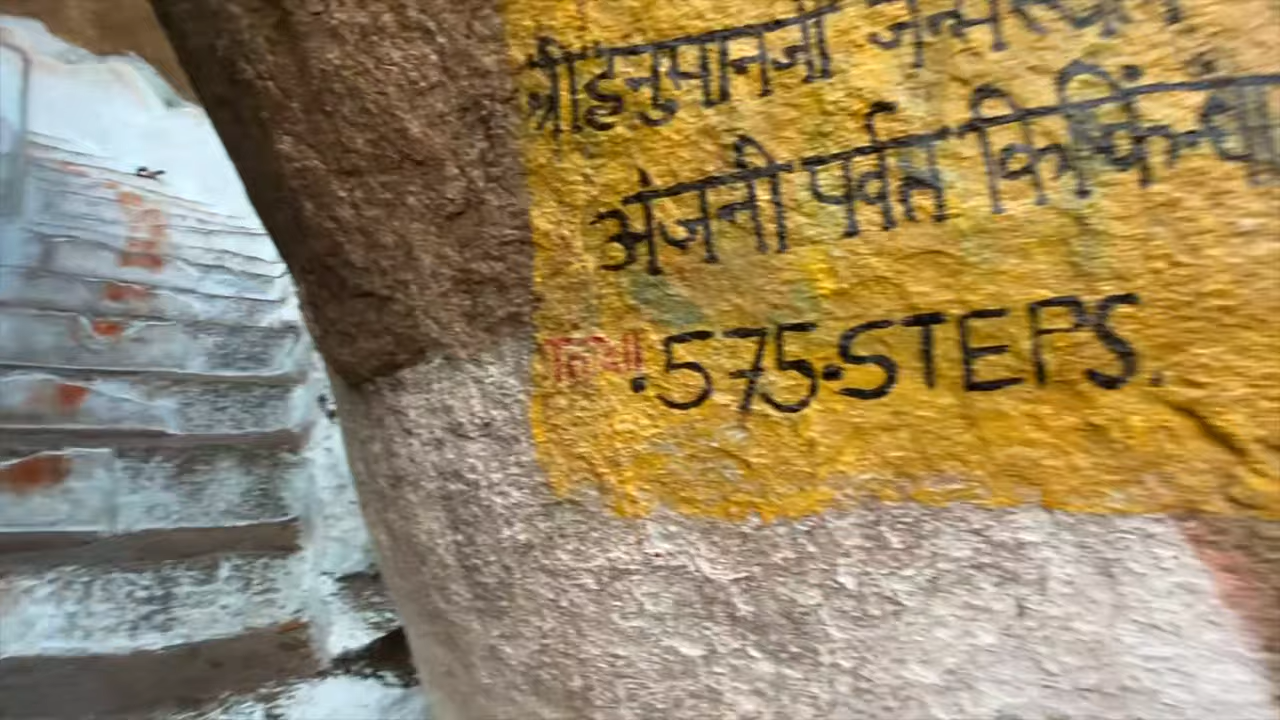 श्री हनुमानजी जन्मस्थान
अंजनी पर्वत किष्किन्धा
.575.STEPS.